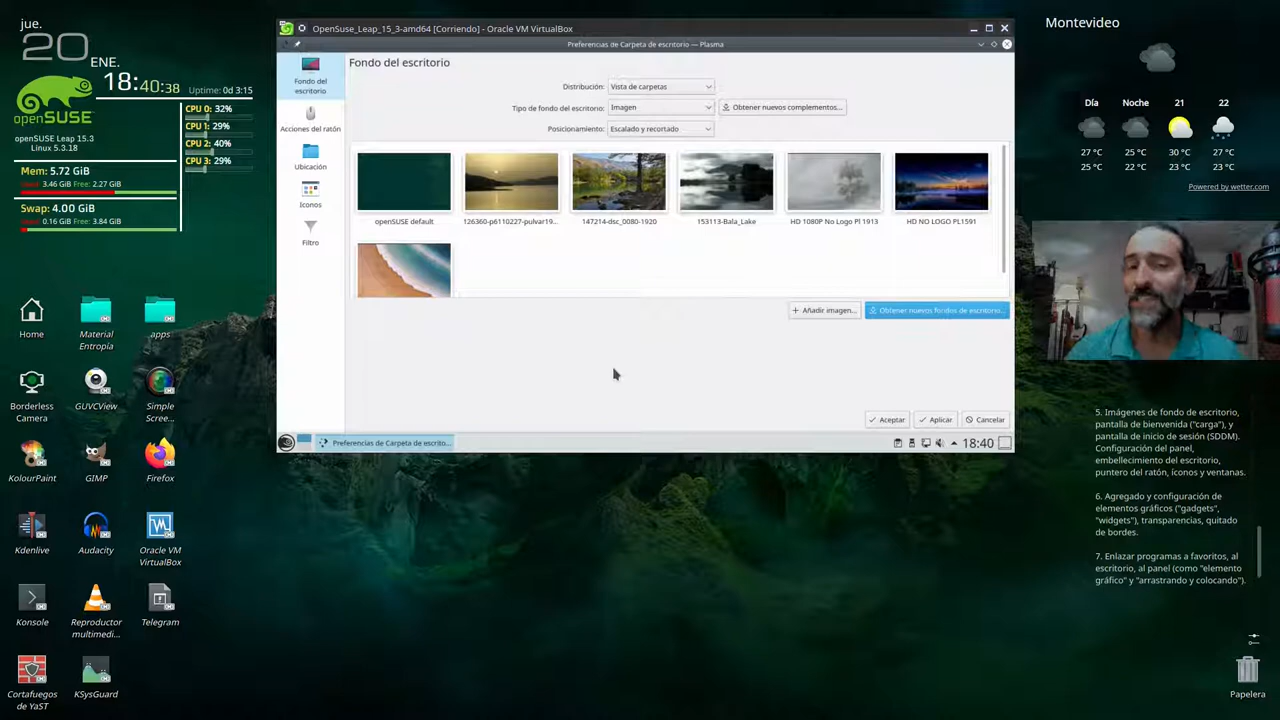 jue.
20
ENE.
18:40:38
Uptime: 0d 3:15
openSUSE
openSUSE Leap 15.3
Linux 5.3.18
Mem: 5.72 GiB
Used: 3.46 GiB Free: 2.27 GiB
Swap: 4.00 GiB
Used: 0.16 GiB Free: 3.84 GiB
CPU 0: 32%
CPU 1: 29%
CPU 2: 40%
CPU 3: 29%
Home
Material
Entropía
apps
Borderless
Camera
GUVCView
Simple
Scree...
KolourPaint
GIMP
Firefox
Kdenlive
Audacity
Oracle VM
VirtualBox
Konsole
Reproductor
multimedi...
Telegram
Cortafuegos
de YaST
KSysGuard
OpenSuse_Leap_15_3-amd64 [Corriendo] - Oracle VM VirtualBox
Preferencias de Carpeta de escritorio — Plasma
Fondo del
escritorio
Acciones del ratón
Ubicación
Iconos
Filtro
Fondo del escritorio
Distribución: Vista de carpetas
Tipo de fondo del escritorio: Imagen
Obtener nuevos complementos...
Posicionamiento: Escalado y recortado
openSUSE default
126360-p6110227-pulvar19...
147214-dsc_0080-1920
153113-Bala_Lake
HD 1080P No Logo Pl 1913
HD NO LOGO PL1591
Añadir imagen...
Obtener nuevos fondos de escritorio...
Aceptar
Aplicar
Cancelar
Preferencias de Carpeta de escrito...
18:40
Montevideo
Día Noche 21 22
27 °C 25 °C 30 °C 27 °C
25 °C 22 °C 23 °C 23 °C
Powered by wetter.com
5. Imágenes de fondo de escritorio,
pantalla de bienvenida ("carga"), y
pantalla de inicio de sesión (SDDM).
Configuración del panel,
embellecimiento del escritorio,
puntero del ratón, íconos y ventanas.
6. Agregado y configuración de
elementos gráficos ("gadgets",
"widgets"), transparencias, quitado
de bordes.
7. Enlazar programas a favoritos, al
escritorio, al panel (como "elemento
gráfico" y "arrastrando y colocando").
Papelera